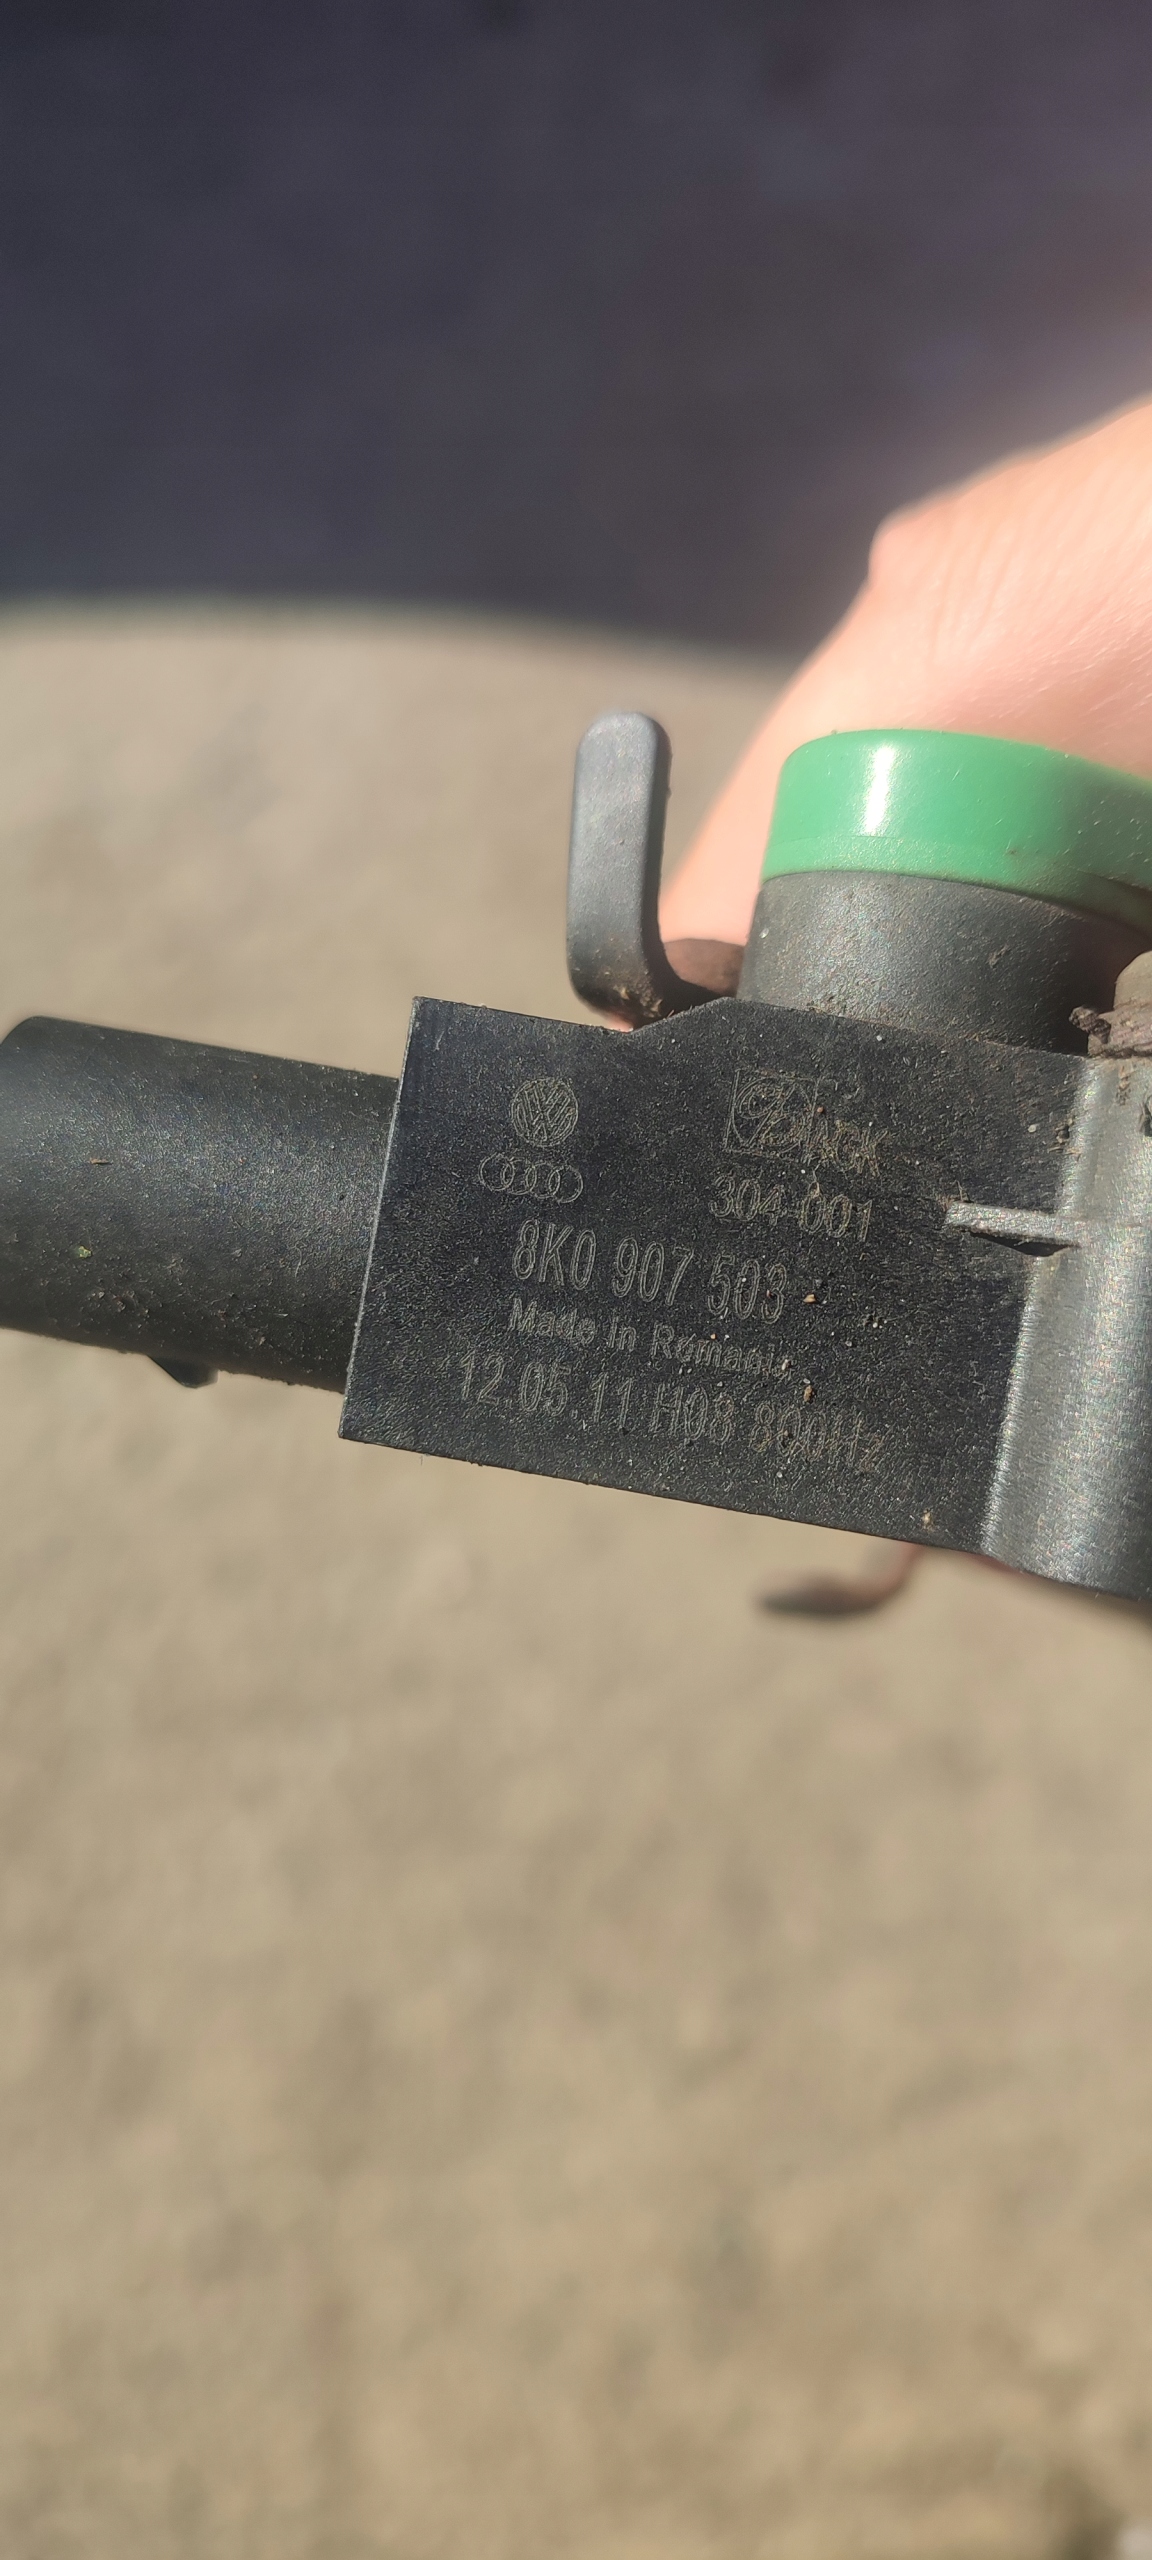 304-001
8K0 907 503
Made in Romania
12.05.11 H08 800Hz